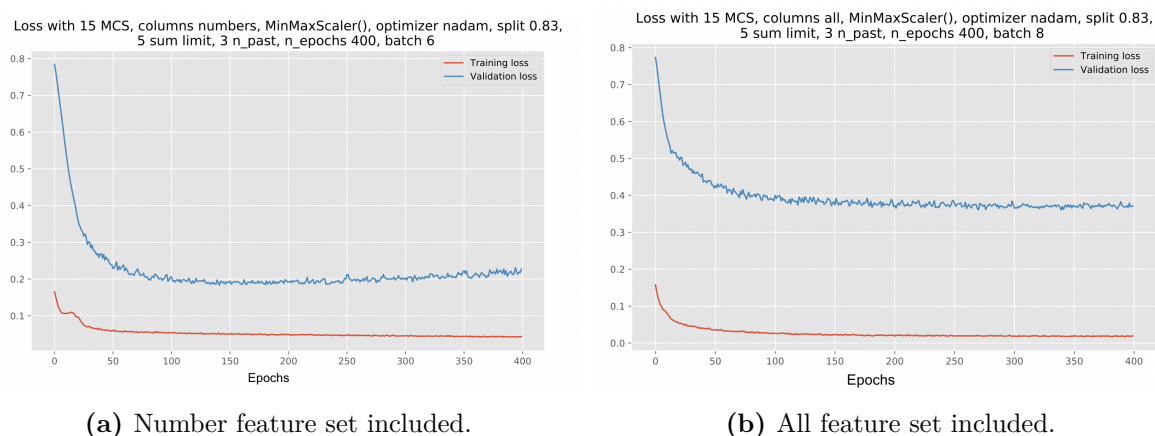 Loss with 15 MCS, columns numbers, MinMaxScaler(), optimizer nadam, split 0.83,
5 sum limit, 3 n_past, n_epochs 400, batch 6
0.8
0.7
0.6
0.5
0.4
0.3
0.2
0.1
Training loss
Validation loss
0 50 100 150 200 250 300 350 400
Epochs
(a) Number feature set included.
Loss with 15 MCS, columns all, MinMaxScaler(), optimizer nadam, split 0.83,
5 sum limit, 3 n_past, n_epochs 400, batch 8
0.8
0.7
0.6
0.5
0.4
0.3
0.2
0.1
0.0
Training loss
Validation loss
0 50 100 150 200 250 300 350 400
Epochs
(b) All feature set included.